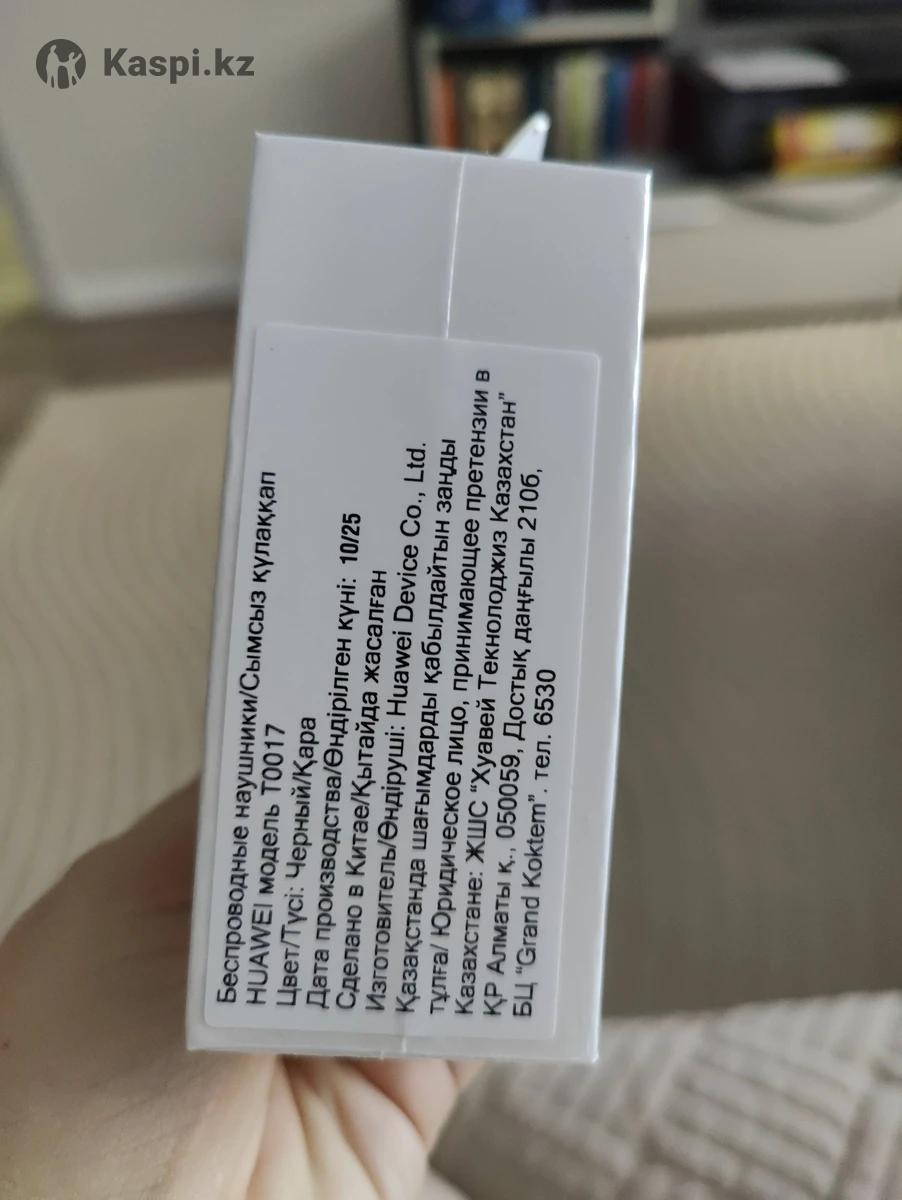 Kaspi.kz
Беспроводные наушники/Сымсыз құлаққап
HUAWEI модель T0017
Цвет/Түсі: Черный/Қара
Дата производства/Өндірілген күні: 10/25
Сделано в Китае/Қытайда жасалған
Изготовитель/Өндіруші: Huawei Device Co., Ltd.
Қазақстанда шағымдарды қабылдайтын заңды
тұлға/ Юридическое лицо, принимающее претензии в
Казахстане: ЖШС “Хуавей Текнолоджиз Казахстан”
ҚР Алматы қ., 050059, Достық даңғылы 210б,
БЦ “Grand Koktem”. тел. 6530